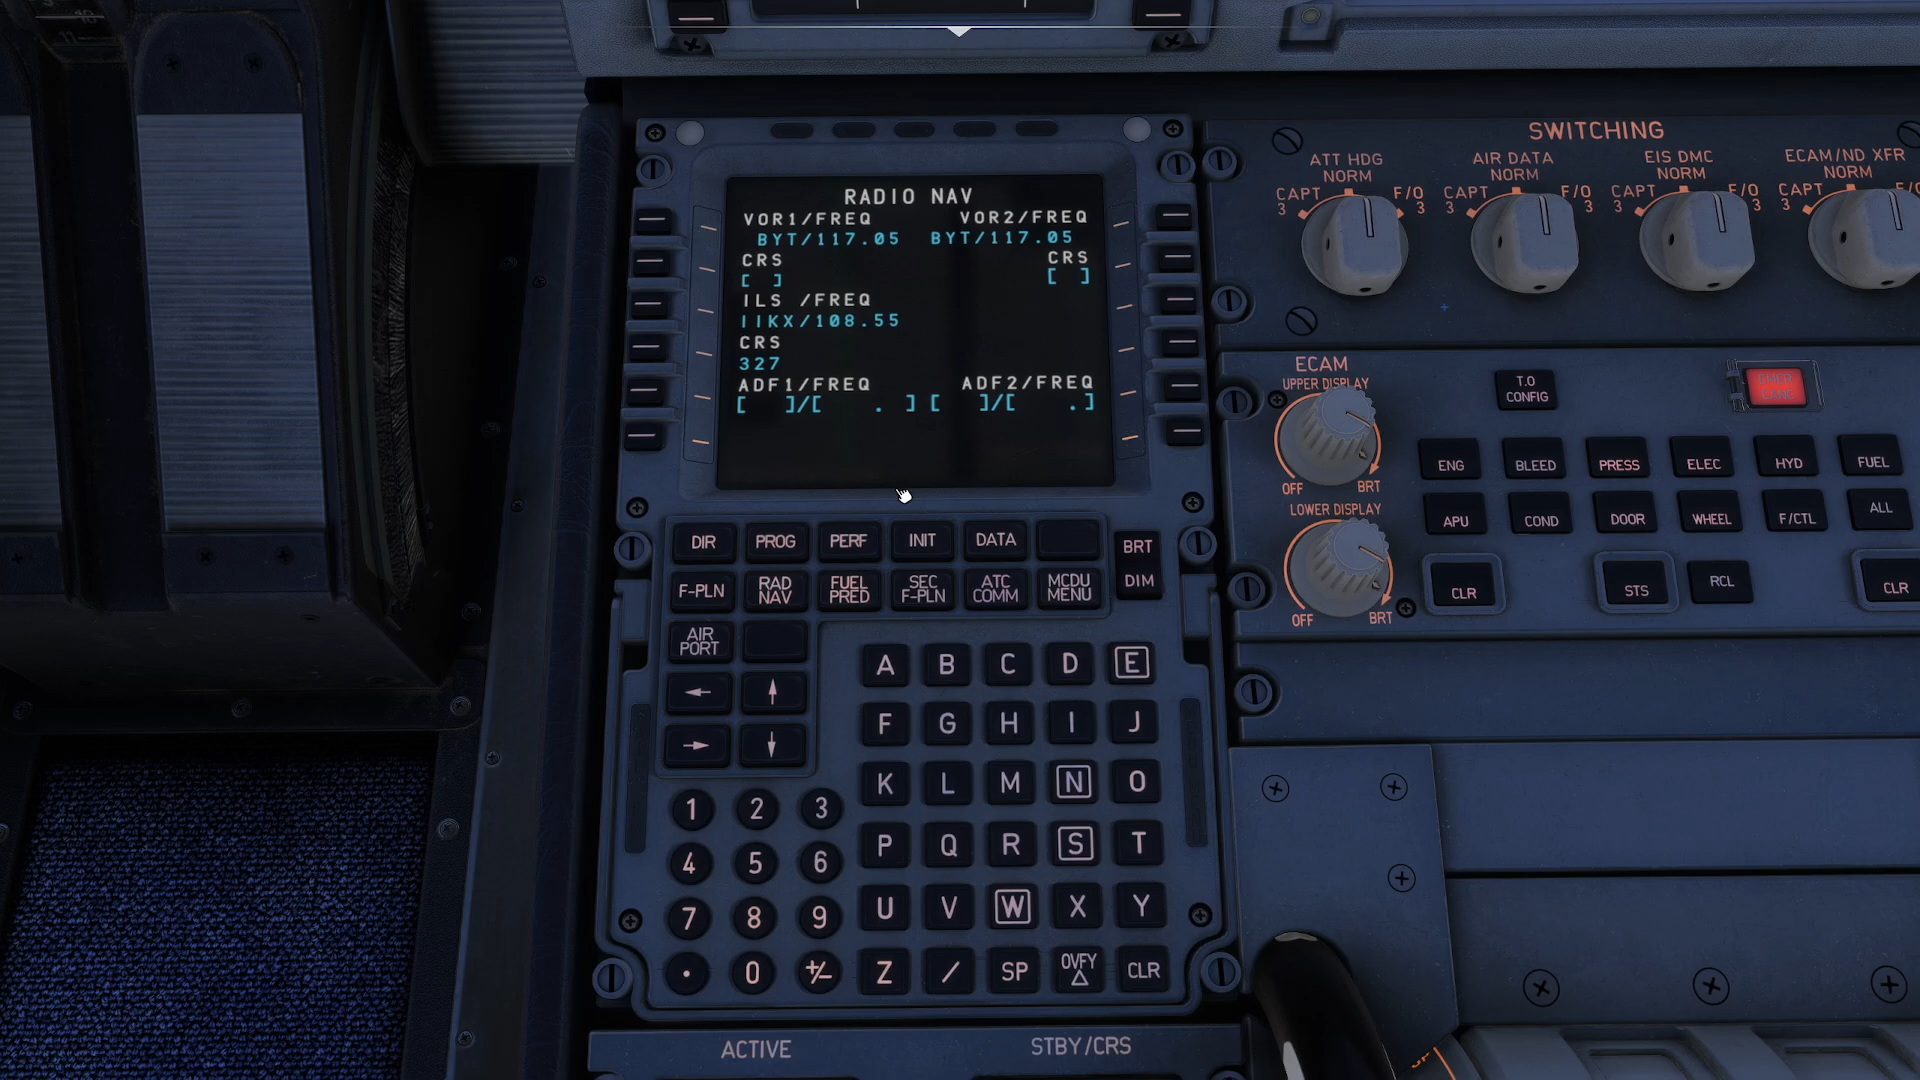 RADIO NAV
VOR1/FREQ VOR2/FREQ
BYT/117.05 BYT/117.05
CRS CRS
[ ] [ ]
ILS /FREQ
IIKX/108.55
CRS
327
ADF1/FREQ ADF2/FREQ
[ ]/[ . ] [ ]/[ . ]
DIR PROG PERF INIT DATA
BRT
DIM
F-PLN RAD NAV FUEL PRED SEC F-PLN ATC COMM MCDU MENU
AIR PORT
← ↑
→ ↓
A B C D E
F G H I J
K L M N O
P Q R S T
U V W X Y
Z / SP OVFY △ CLR
1 2 3
4 5 6
7 8 9
. 0 +/-
ACTIVE STBY/CRS
SWITCHING
ATT HDG AIR DATA EIS DMC ECAM/ND XFR
NORM NORM NORM NORM
CAPT F/O CAPT F/O CAPT F/O CAPT
3 3 3 3 3 3 3
ECAM
UPPER DISPLAY
OFF BRT
LOWER DISPLAY
OFF BRT
T.O
CONFIG
ENG BLEED PRESS ELEC HYD FUEL
APU COND DOOR WHEEL F/CTL ALL
CLR STS RCL CLR
10